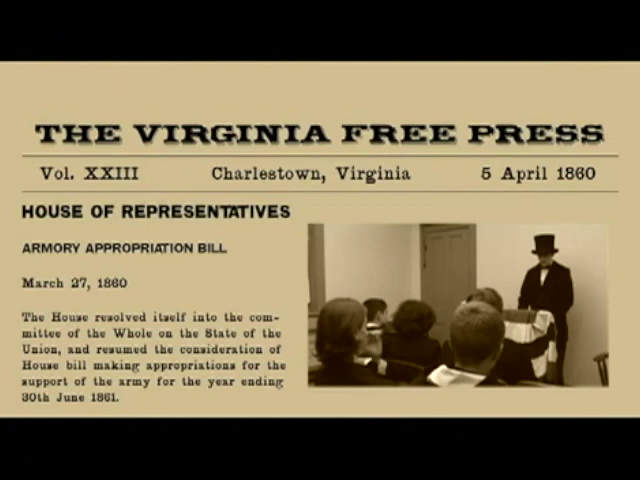 THE VIRGINIA FREE PRESS
Vol. XXIII Charlestown, Virginia 5 April 1860
HOUSE OF REPRESENTATIVES
ARMORY APPROPRIATION BILL
March 27, 1860
The House resolved itself into the com-
mittee of the Whole on the State of the
Union, and resumed the consideration of
House bill making appropriations for the
support of the army for the year ending
30th June 1861.